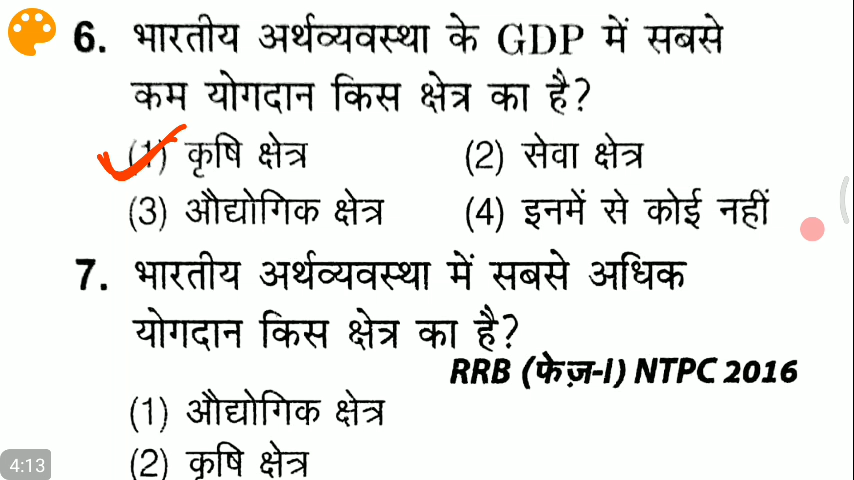 6. भारतीय अर्थव्यवस्था के GDP में सबसे
कम योगदान किस क्षेत्र का है?
(1) कृषि क्षेत्र (2) सेवा क्षेत्र
(3) औद्योगिक क्षेत्र (4) इनमें से कोई नहीं
7. भारतीय अर्थव्यवस्था में सबसे अधिक
योगदान किस क्षेत्र का है?
RRB (फेज़-I) NTPC 2016
(1) औद्योगिक क्षेत्र
(2) कृषि क्षेत्र
4:13